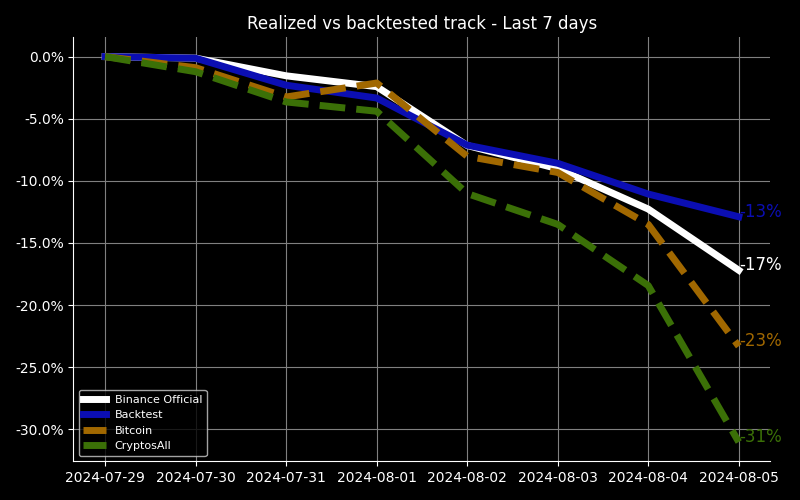 Realized vs backtested track - Last 7 days
0.0%
-5.0%
-10.0%
-15.0%
-20.0%
-25.0%
-30.0%
-13%
-17%
-23%
-31%
Binance Official
Backtest
Bitcoin
CryptosAll
2024-07-29 2024-07-30 2024-07-31 2024-08-01 2024-08-02 2024-08-03 2024-08-04 2024-08-05